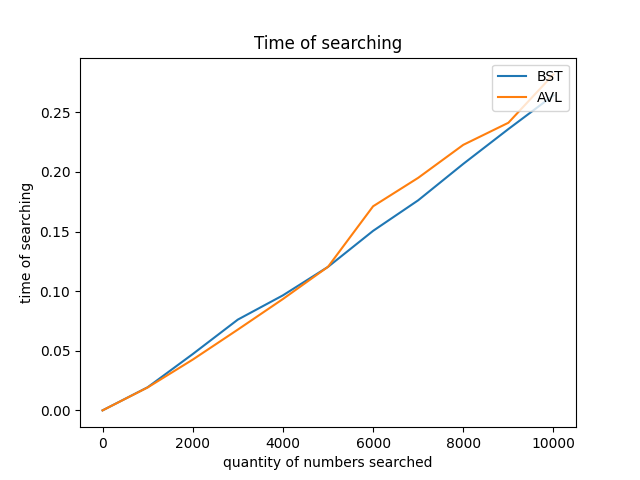 Time of searching
BST
AVL
0.25
0.20
0.15
0.10
0.05
0.00
time of searching
0 2000 4000 6000 8000 10000
quantity of numbers searched